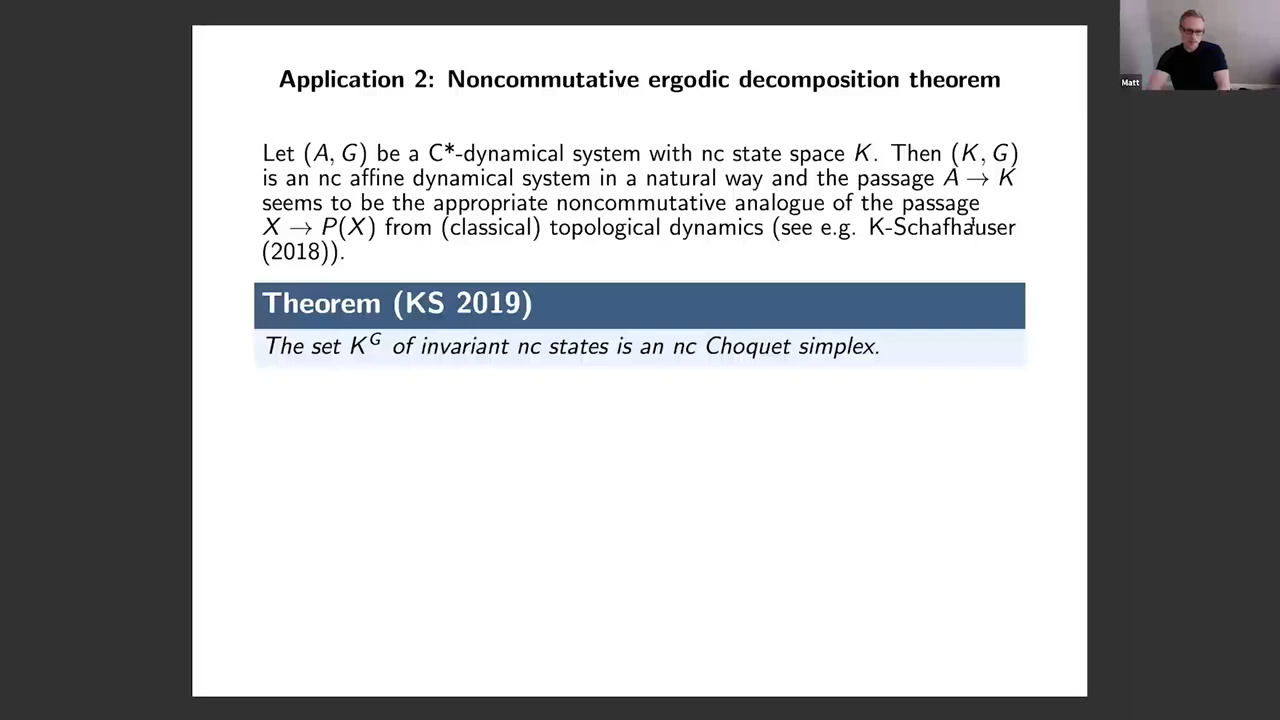 Application 2: Noncommutative ergodic decomposition theorem
Let (A, G) be a C*-dynamical system with nc state space K. Then (K, G)
is an nc affine dynamical system in a natural way and the passage A → K
seems to be the appropriate noncommutative analogue of the passage
X → P(X) from (classical) topological dynamics (see e.g. K-Schafhauser
(2018)).
Theorem (KS 2019)
The set K^G of invariant nc states is an nc Choquet simplex.
Matt